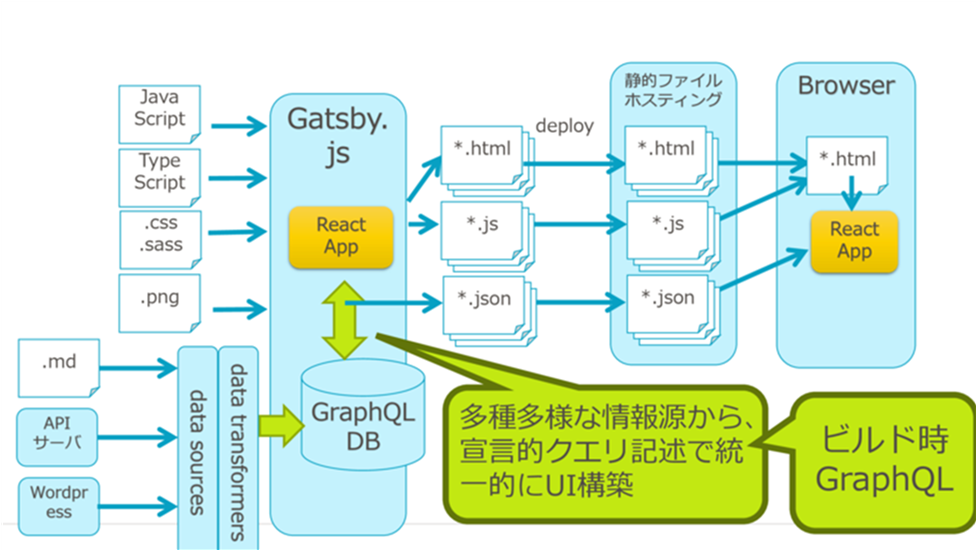 Java
Script
Type
Script
.css
.sass
.png
.md
API
サーバ
Wordpr
ess
data sources
data transformers
Gatsby.
js
React
App
GraphQL
DB
*.html
*.js
*.json
deploy
静的ファイル
ホスティング
*.html
*.js
*.json
Browser
*.html
React
App
多種多様な情報源から、
宣言的クエリ記述で統
一的にUI構築
ビルド時
GraphQL